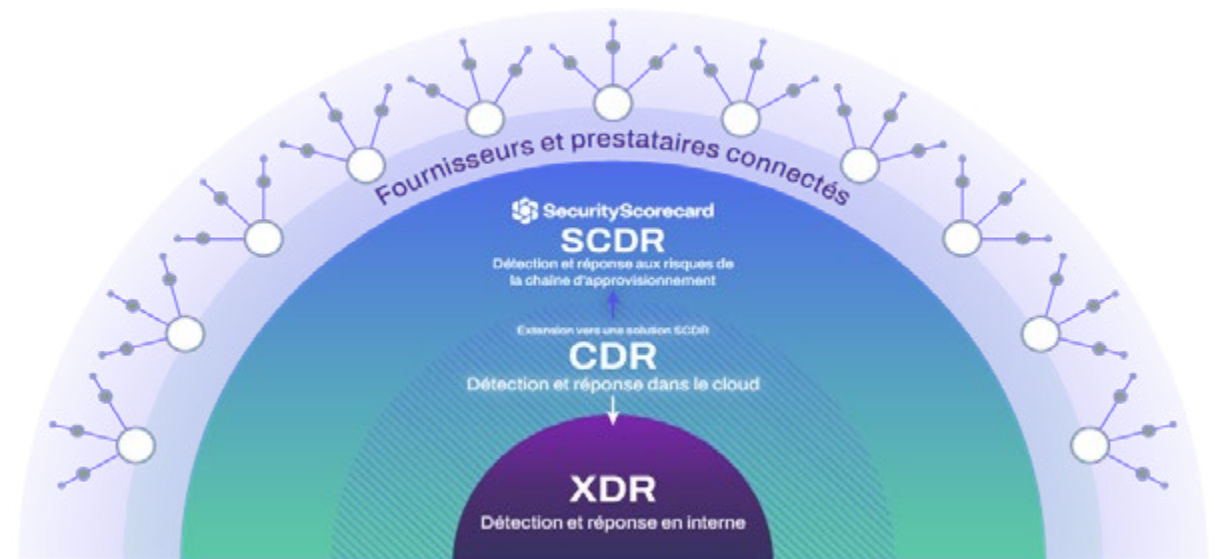 Fournisseurs et prestataires connectés
SecurityScorecard
SCDR
Détection et réponse aux risques de
la chaîne d'approvisionnement
Extension vers une solution SCDR
CDR
Détection et réponse dans le cloud
XDR
Détection et réponse en interne